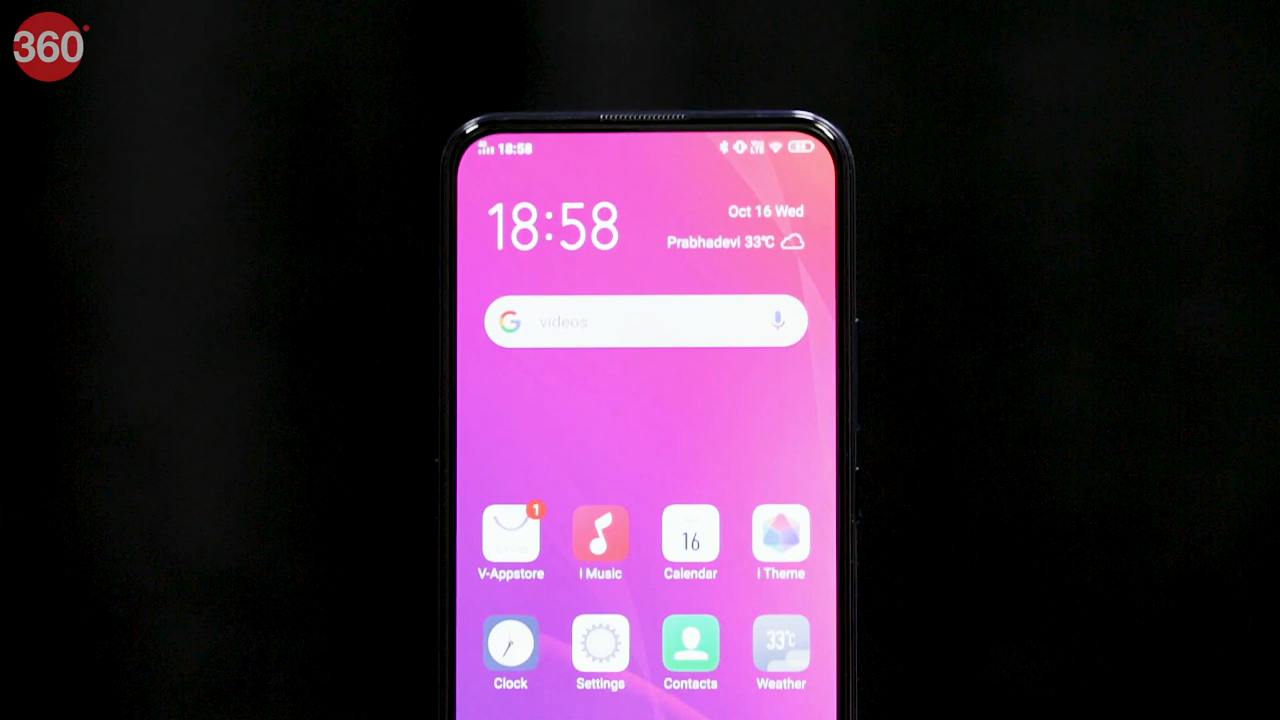 360
18:58
18:58
Oct 16 Wed
Prabhadevi 33℃
videos
1
16
V-Appstore
i Music
Calendar
i Theme
33℃
Clock
Settings
Contacts
Weather